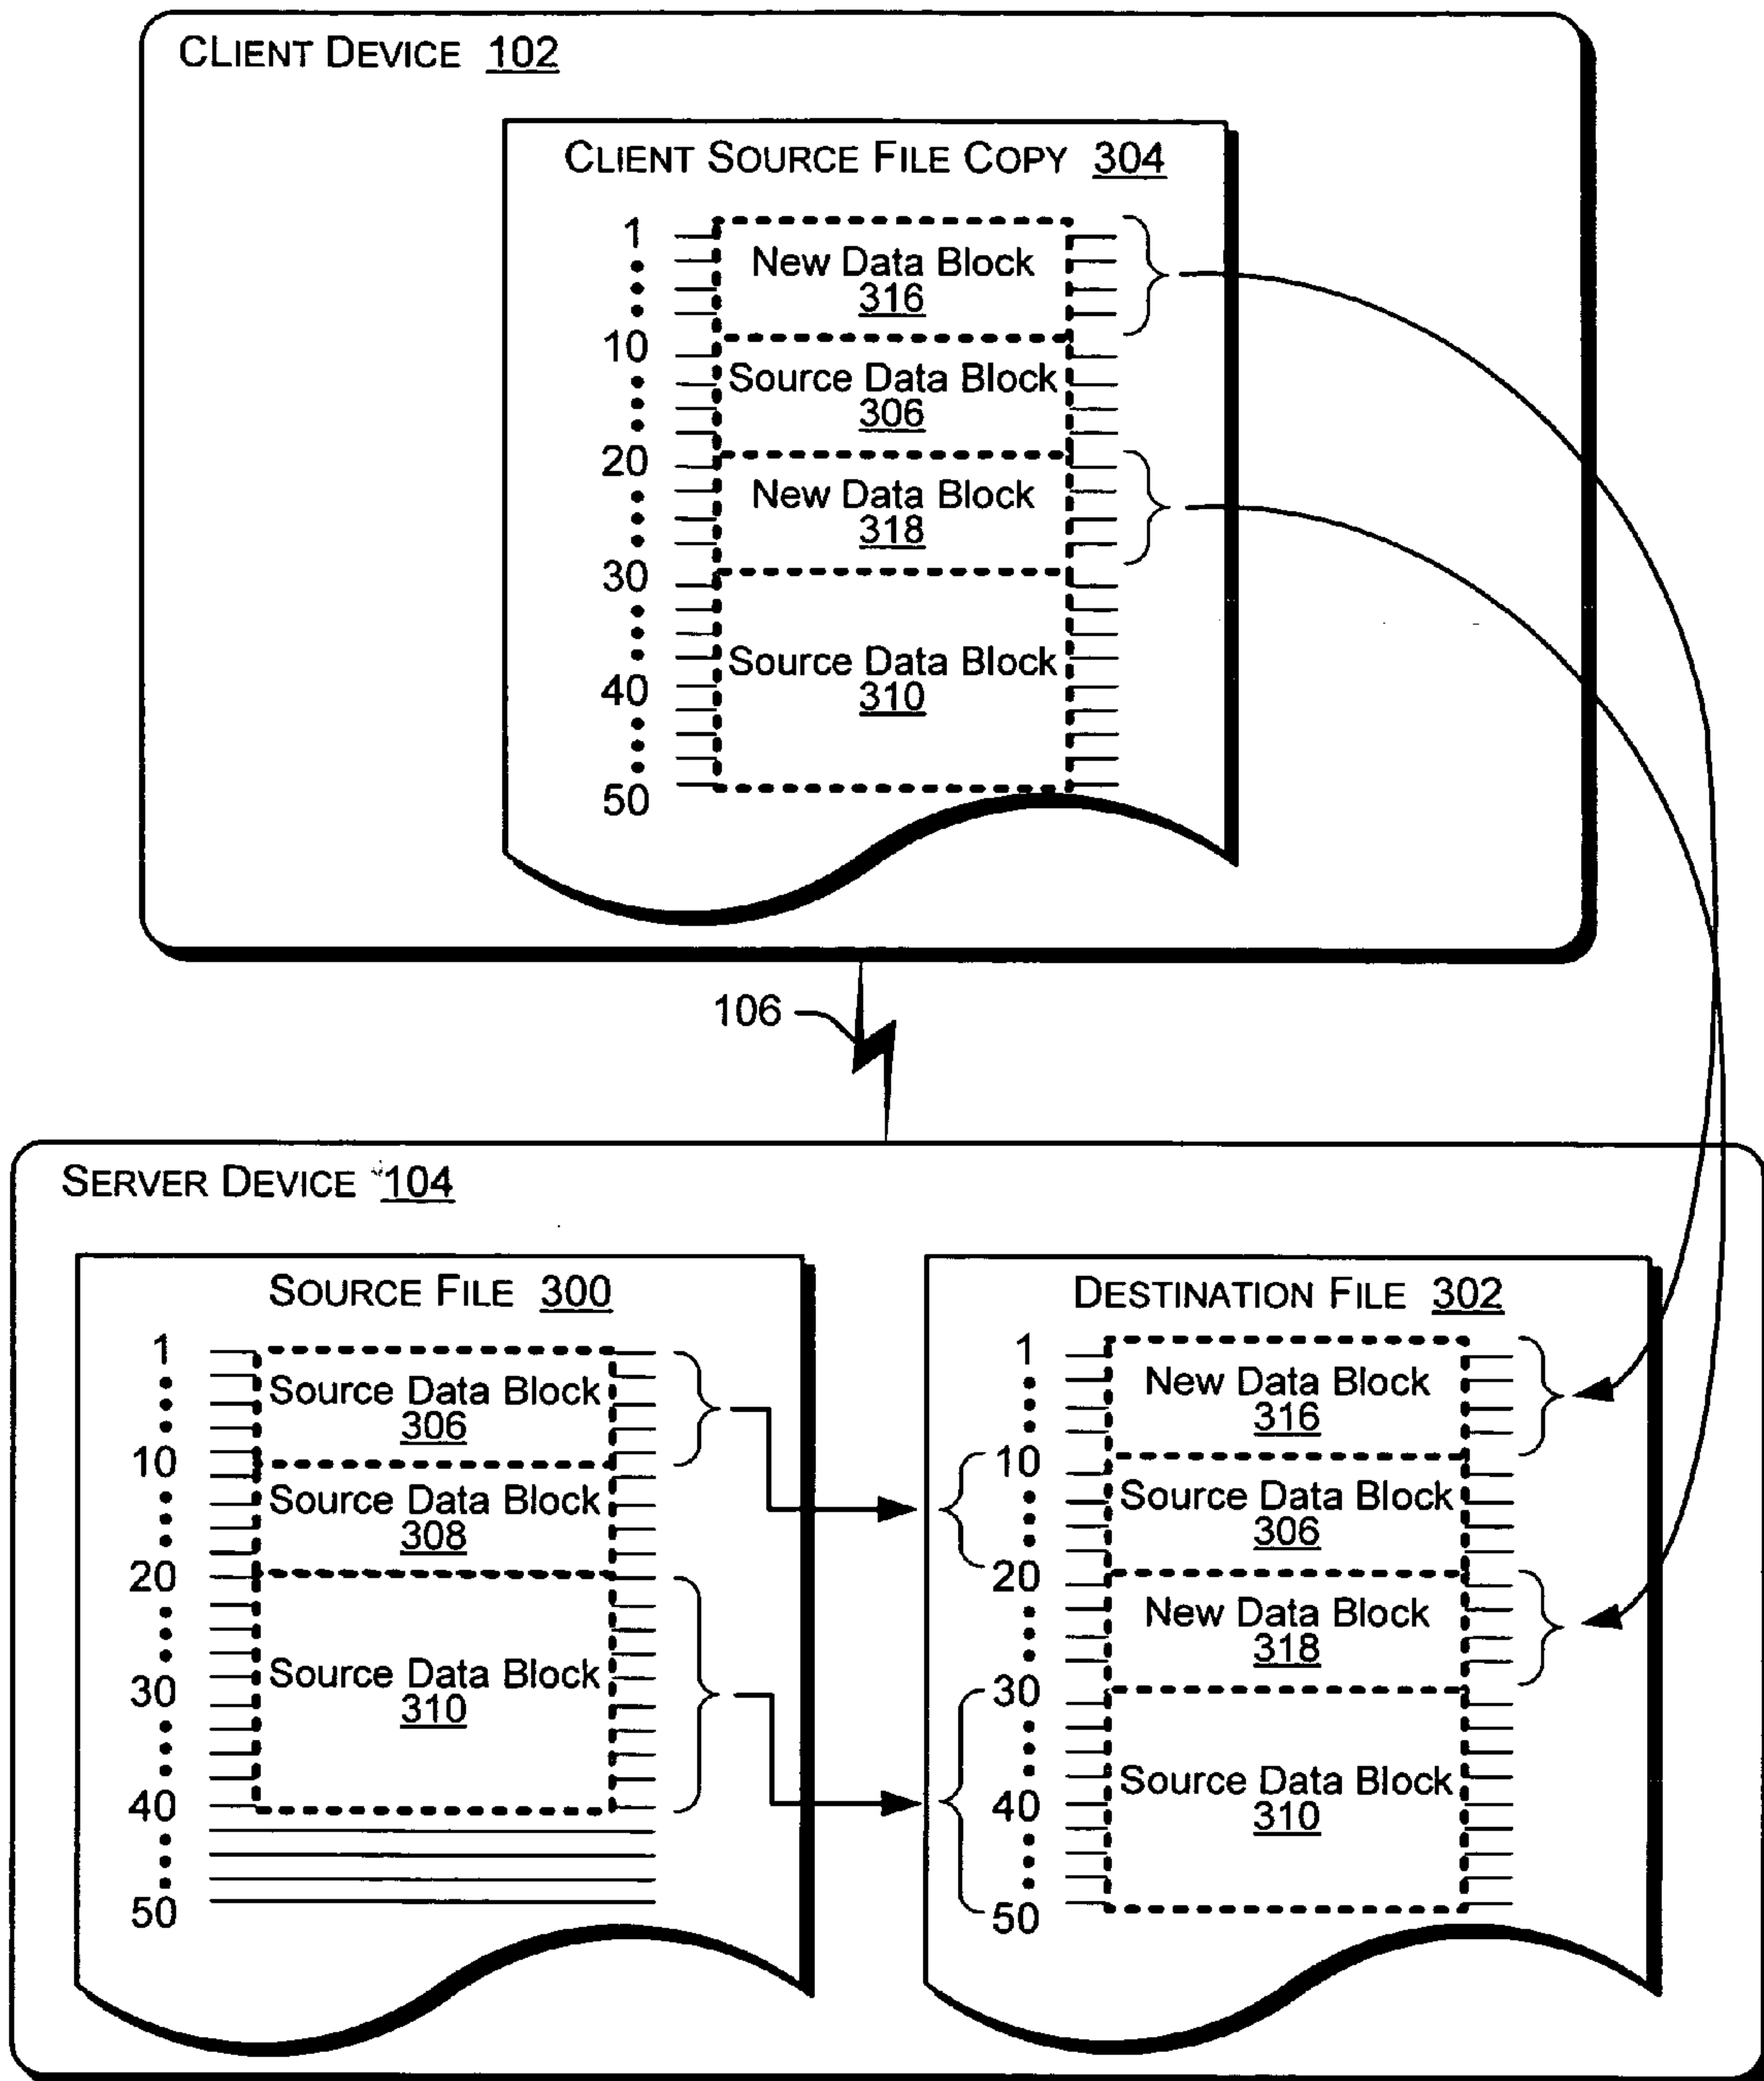 CLIENT DEVICE 102
CLIENT SOURCE FILE COPY 304
1
New Data Block
316
10
Source Data Block
306
20
New Data Block
318
30
Source Data Block
40
310
50
106
SERVER DEVICE 104
SOURCE FILE 300
1
Source Data Block
306
10
Source Data Block
308
20
Source Data Block
30
310
40
50
DESTINATION FILE 302
1
New Data Block
316
10
Source Data Block
306
20
New Data Block
318
30
Source Data Block
40
310
50